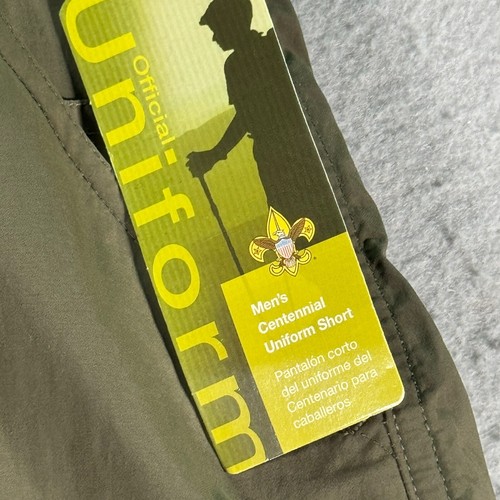 Official
Uniform
Men's
Centennial
Uniform Short
Pantalón corto
del uniforme del
Centenario para
caballeros